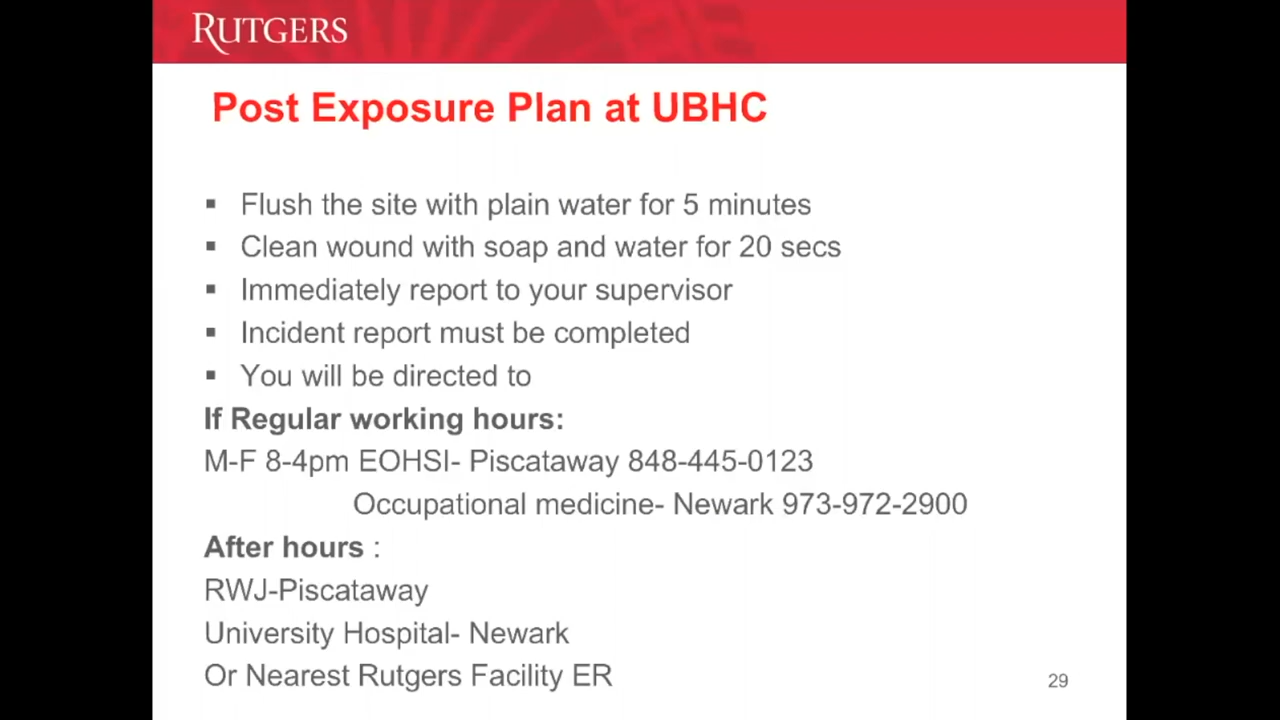 RUTGERS
Post Exposure Plan at UBHC
▪ Flush the site with plain water for 5 minutes
▪ Clean wound with soap and water for 20 secs
▪ Immediately report to your supervisor
▪ Incident report must be completed
▪ You will be directed to
If Regular working hours:
M-F 8-4pm EOHSI- Piscataway 848-445-0123
Occupational medicine- Newark 973-972-2900
After hours :
RWJ-Piscataway
University Hospital- Newark
Or Nearest Rutgers Facility ER
29